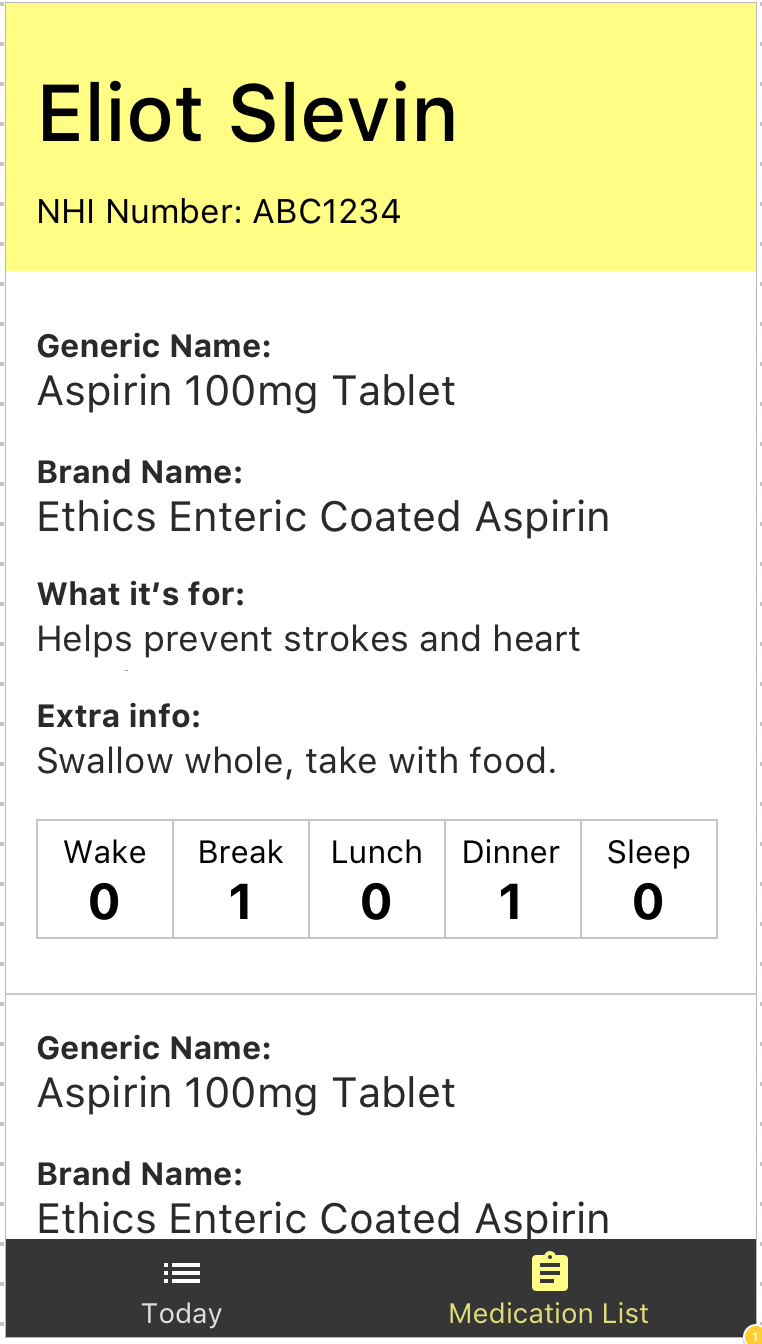 Eliot Slevin
NHI Number: ABC1234
Generic Name:
Aspirin 100mg Tablet
Brand Name:
Ethics Enteric Coated Aspirin
What it’s for:
Helps prevent strokes and heart
Extra info:
Swallow whole, take with food.
Wake Break Lunch Dinner Sleep
0 1 0 1 0
Generic Name:
Aspirin 100mg Tablet
Brand Name:
Ethics Enteric Coated Aspirin
Today Medication List
1